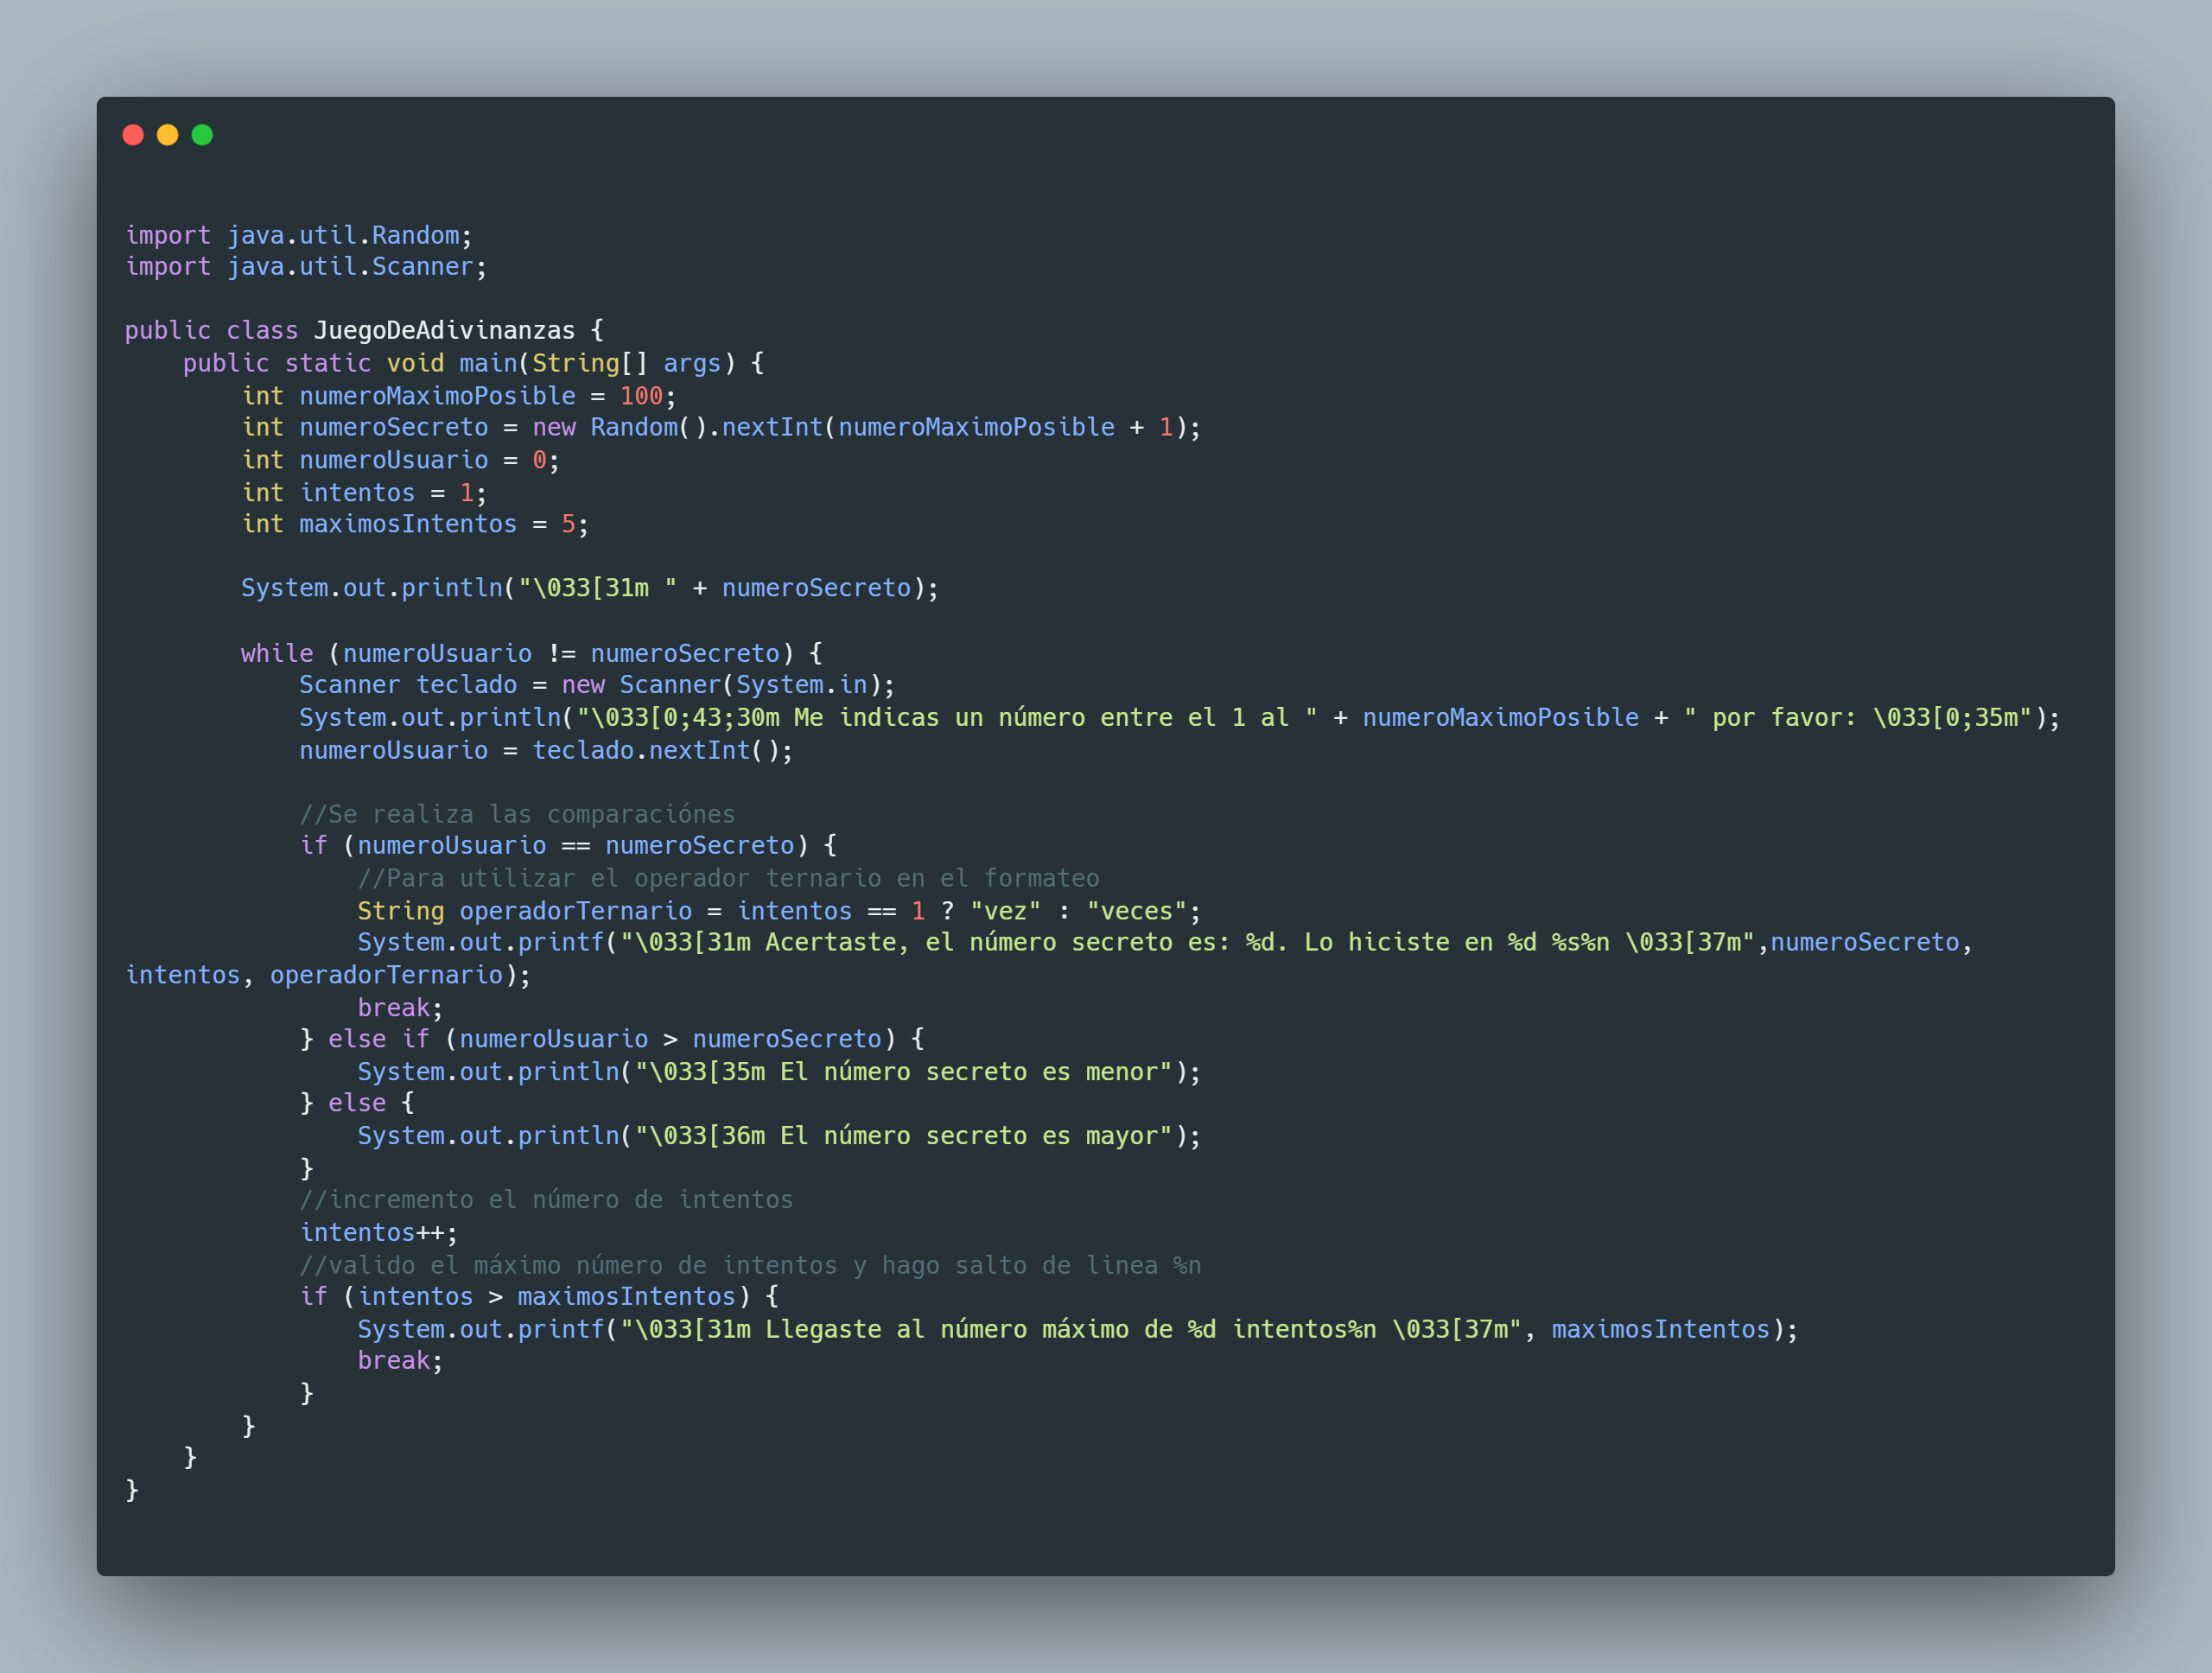 import java.util.Random;
import java.util.Scanner;

public class JuegoDeAdivinanzas {
    public static void main(String[] args) {
        int numeroMaximoPosible = 100;
        int numeroSecreto = new Random().nextInt(numeroMaximoPosible + 1);
        int numeroUsuario = 0;
        int intentos = 1;
        int maximosIntentos = 5;

        System.out.println("\033[31m " + numeroSecreto);

        while (numeroUsuario != numeroSecreto) {
            Scanner teclado = new Scanner(System.in);
            System.out.println("\033[0;43;30m Me indicas un número entre el 1 al " + numeroMaximoPosible + " por favor: \033[0;35m");
            numeroUsuario = teclado.nextInt();

            //Se realiza las comparaciónes
            if (numeroUsuario == numeroSecreto) {
                //Para utilizar el operador ternario en el formateo
                String operadorTernario = intentos == 1 ? "vez" : "veces";
                System.out.printf("\033[31m Acertaste, el número secreto es: %d. Lo hiciste en %d %s%n \033[37m",numeroSecreto,
intentos, operadorTernario);
                break;
            } else if (numeroUsuario > numeroSecreto) {
                System.out.println("\033[35m El número secreto es menor");
            } else {
                System.out.println("\033[36m El número secreto es mayor");
            }
            //incremento el número de intentos
            intentos++;
            //valido el máximo número de intentos y hago salto de linea %n
            if (intentos > maximosIntentos) {
                System.out.printf("\033[31m Llegaste al número máximo de %d intentos%n \033[37m", maximosIntentos);
                break;
            }
        }
    }
}